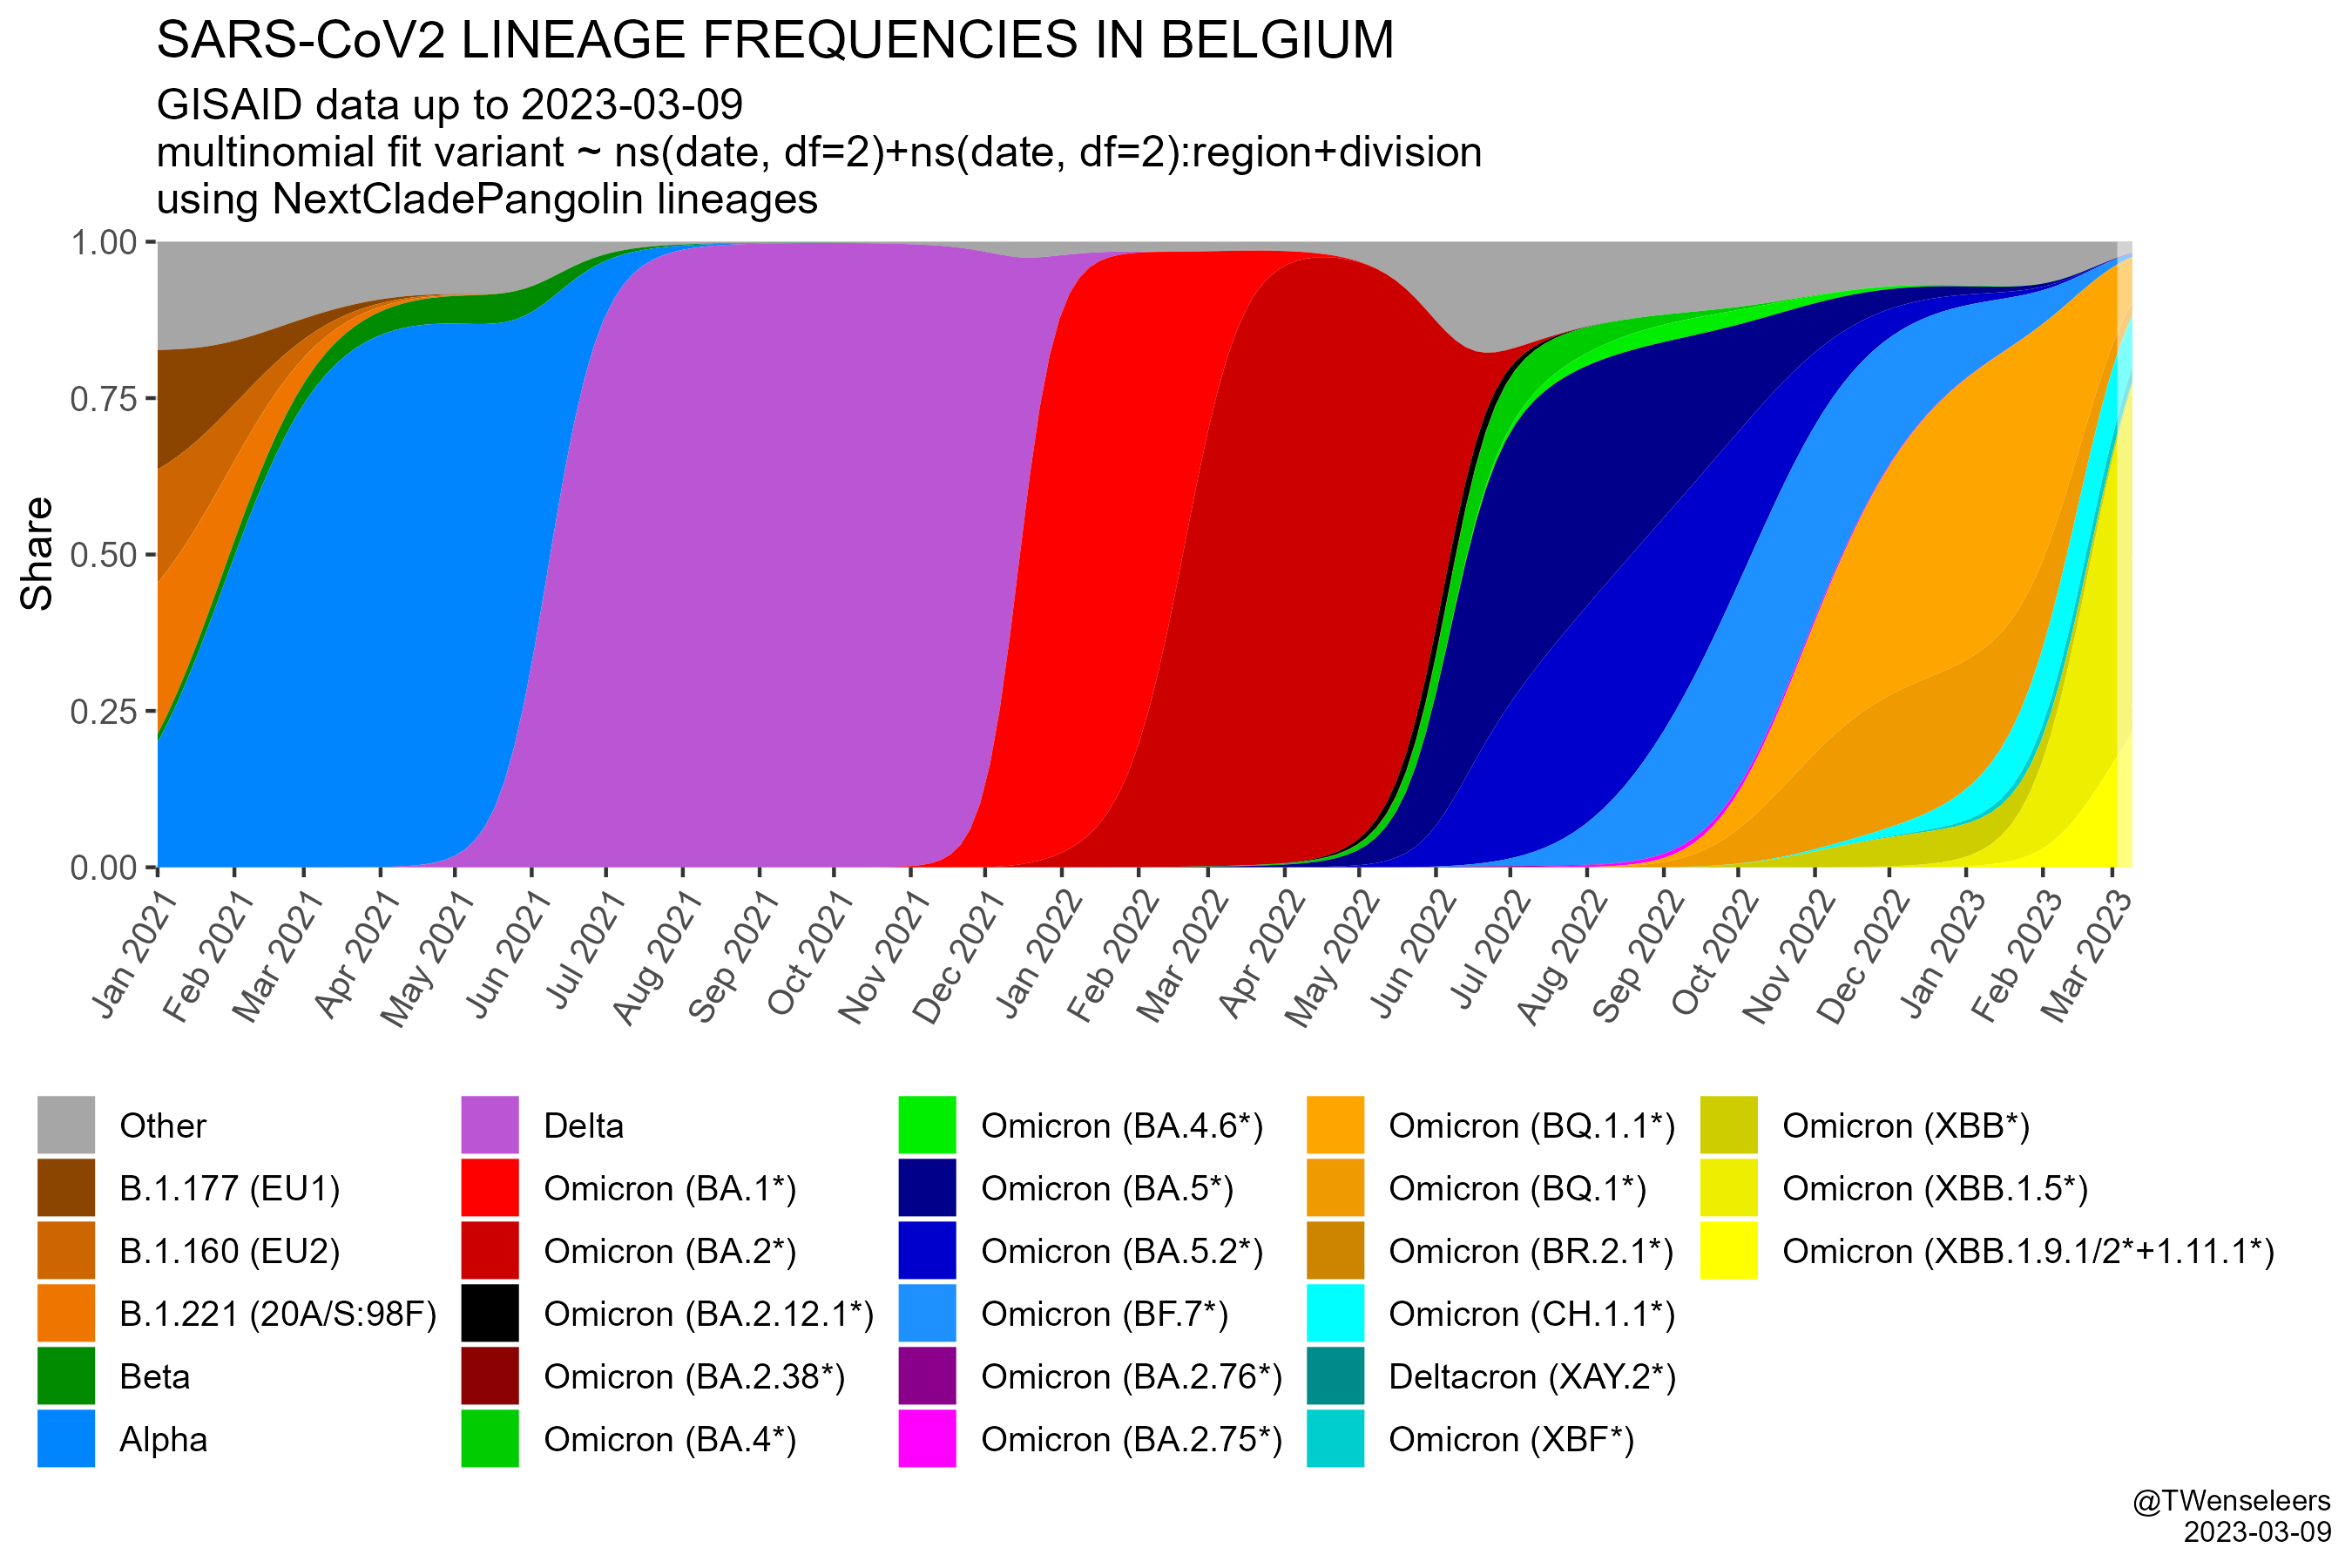 SARS-CoV2 LINEAGE FREQUENCIES IN BELGIUM
GISAID data up to 2023-03-09
multinomial fit variant ~ ns(date, df=2)+ns(date, df=2):region+division
using NextCladePangolin lineages
Share
1.00
0.75
0.50
0.25
0.00
Jan 2021
Feb 2021
Mar 2021
Apr 2021
May 2021
Jun 2021
Jul 2021
Aug 2021
Sep 2021
Oct 2021
Nov 2021
Dec 2021
Jan 2022
Feb 2022
Mar 2022
Apr 2022
May 2022
Jun 2022
Jul 2022
Aug 2022
Sep 2022
Oct 2022
Nov 2022
Dec 2022
Jan 2023
Feb 2023
Mar 2023
Other
B.1.177 (EU1)
B.1.160 (EU2)
B.1.221 (20A/S:98F)
Beta
Alpha
Delta
Omicron (BA.1*)
Omicron (BA.2*)
Omicron (BA.2.12.1*)
Omicron (BA.2.38*)
Omicron (BA.4*)
Omicron (BA.4.6*)
Omicron (BA.5*)
Omicron (BA.5.2*)
Omicron (BF.7*)
Omicron (BA.2.76*)
Omicron (BA.2.75*)
Omicron (BQ.1.1*)
Omicron (BQ.1*)
Omicron (BR.2.1*)
Omicron (CH.1.1*)
Deltacron (XAY.2*)
Omicron (XBF*)
Omicron (XBB*)
Omicron (XBB.1.5*)
Omicron (XBB.1.9.1/2*+1.11.1*)
@TWenseleers
2023-03-09